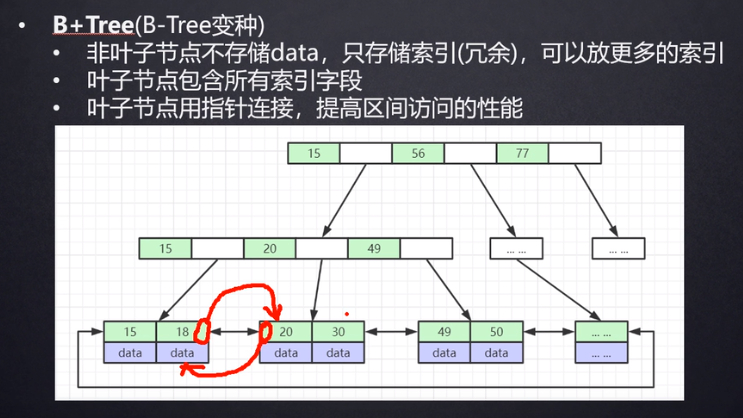 B+Tree(B-Tree变种)
非叶子节点不存储data，只存储索引(冗余)，可以放更多的索引
叶子节点包含所有索引字段
叶子节点用指针连接，提高区间访问的性能
15 56 77
15 20 49 ... ... ... ...
15 18 20 30 49 50 ... ...
data data data data data data ... ...